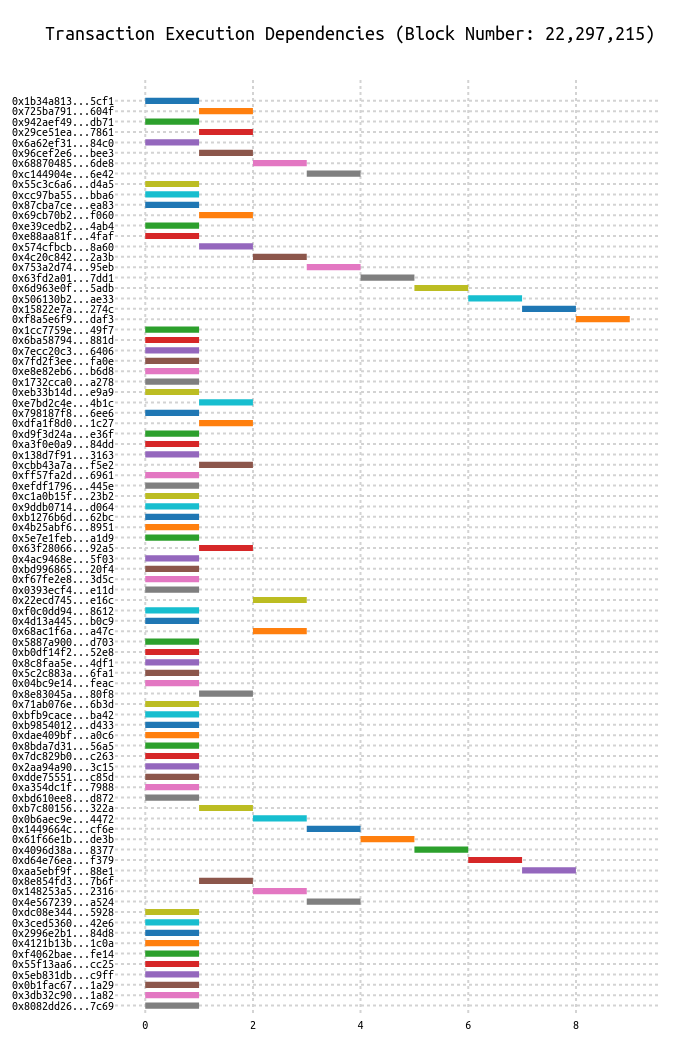 Transaction Execution Dependencies (Block Number: 22,297,215)
0x1b34a813...5cf1
0x725ba791...604f
0x942aef49...db71
0x29ce51ea...7861
0x6a62ef31...84c0
0x96cef2e6...bee3
0x68870485...6de8
0xc144904e...6e42
0x55c3c6a6...d4a5
0xcc97ba55...bba6
0x87cba7ce...ea83
0x69cb70b2...f060
0xe39cedb2...4ab4
0xe88aa81f...4faf
0x574cfbcb...8a60
0x4c20c842...2a3b
0x753a2d74...95eb
0x63fd2a01...7dd1
0x6d963e0f...5adb
0x506130b2...ae33
0x15822e7a...274c
0xf8a5e6f9...daf3
0x1cc7759e...49f7
0x6ba58794...881d
0x7ecc20c3...6406
0x7fd2f3ee...fa0e
0xe8e82eb6...b6d8
0x1732cca0...a278
0xeb33b14d...e9a9
0xe7bd2c4e...4b1c
0x798187f8...6ee6
0xdfa1f8d0...1c27
0xd9f3d24a...e36f
0xa3f0e0a9...84dd
0x138d7f91...3163
0xcbb43a7a...f5e2
0xff57fa2d...6961
0xefdf1796...445e
0xc1a0b15f...23b2
0x9ddb0714...d064
0xb1276b6d...62bc
0x4b25abf6...8951
0x5e7e1feb...a1d9
0x63f28066...92a5
0x4ac9468e...5f03
0xbd996865...20f4
0xf67fe2e8...3d5c
0x0393ecf4...e11d
0x22ecd745...e16c
0xf0c0dd94...8612
0x4d13a445...b0c9
0x68ac1f6a...a47c
0x5887a900...d703
0xb0df14f2...52e8
0x8c8faa5e...4df1
0x5c2c883a...6fa1
0x04bc9e14...feac
0x8e83045a...80f8
0x71ab076e...6b3d
0xbfb9cace...ba42
0xb9854012...d433
0xdae409bf...a0c6
0x8bda7d31...56a5
0x7dc829b0...c263
0x2aa94a90...3c15
0xdde75551...c85d
0xa354dc1f...7988
0xbd610ee8...d872
0xb7c80156...322a
0x0b6aec9e...4472
0x1449664c...cf6e
0x61f66e1b...de3b
0x4096d38a...8377
0xd64e76ea...f379
0xaa5ebf9f...88e1
0x8e854fd3...7b6f
0x148253a5...2316
0x4e567239...a524
0xdc08e344...5928
0x3ced5360...42e6
0x2996e2b1...84d8
0x4121b13b...1c0a
0xf4062bae...fe14
0x55f13aa6...cc25
0x5eb831db...c9ff
0x0b1fac67...1a29
0x3db32c90...1a82
0x8082dd26...7c69
0 2 4 6 8